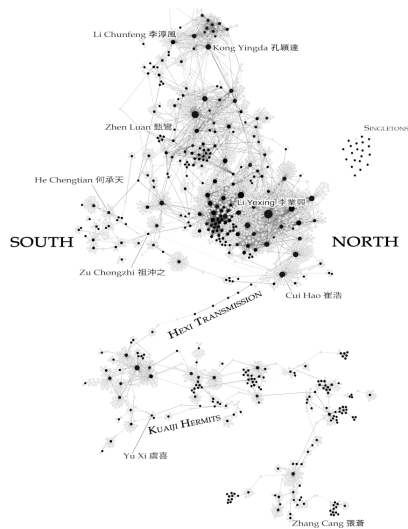 Li Chunfeng 李淳風
Kong Yingda 孔穎達
Zhen Luan 甄鸞
SINGLETONS
He Chengtian 何承天
Li Yexing 李業興
SOUTH
NORTH
Zu Chongzhi 祖沖之
Cui Hao 崔浩
HEXI TRANSMISSION
KUAIJI HERMITS
Yu Xi 虞喜
Zhang Cang 張蒼